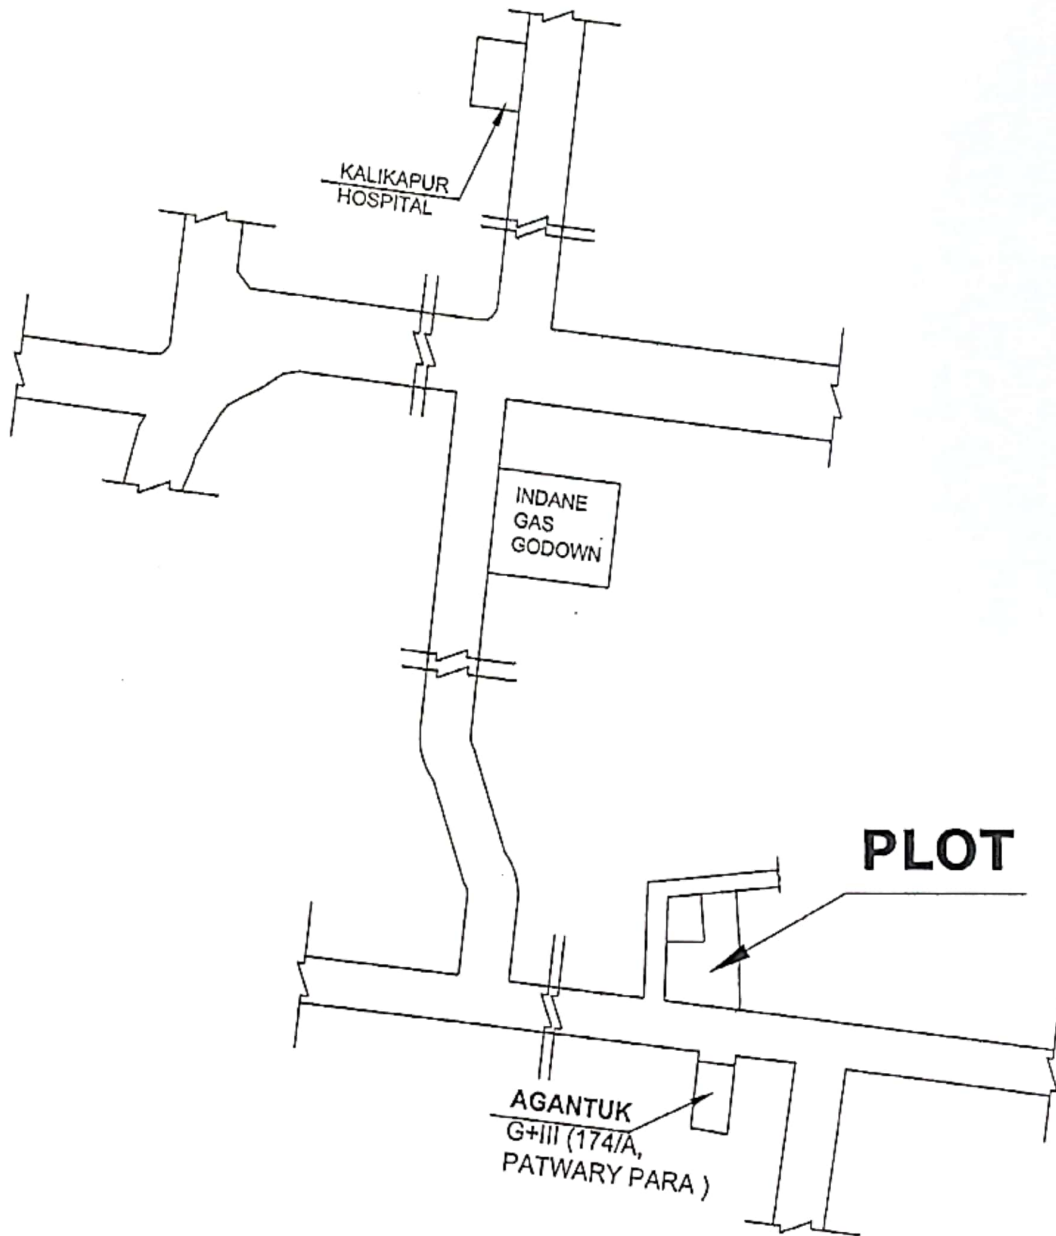 KALIKAPUR
HOSPITAL
INDANE
GAS
GODOWN
PLOT
AGANTUK
G+III (174/A,
PATWARY PARA )